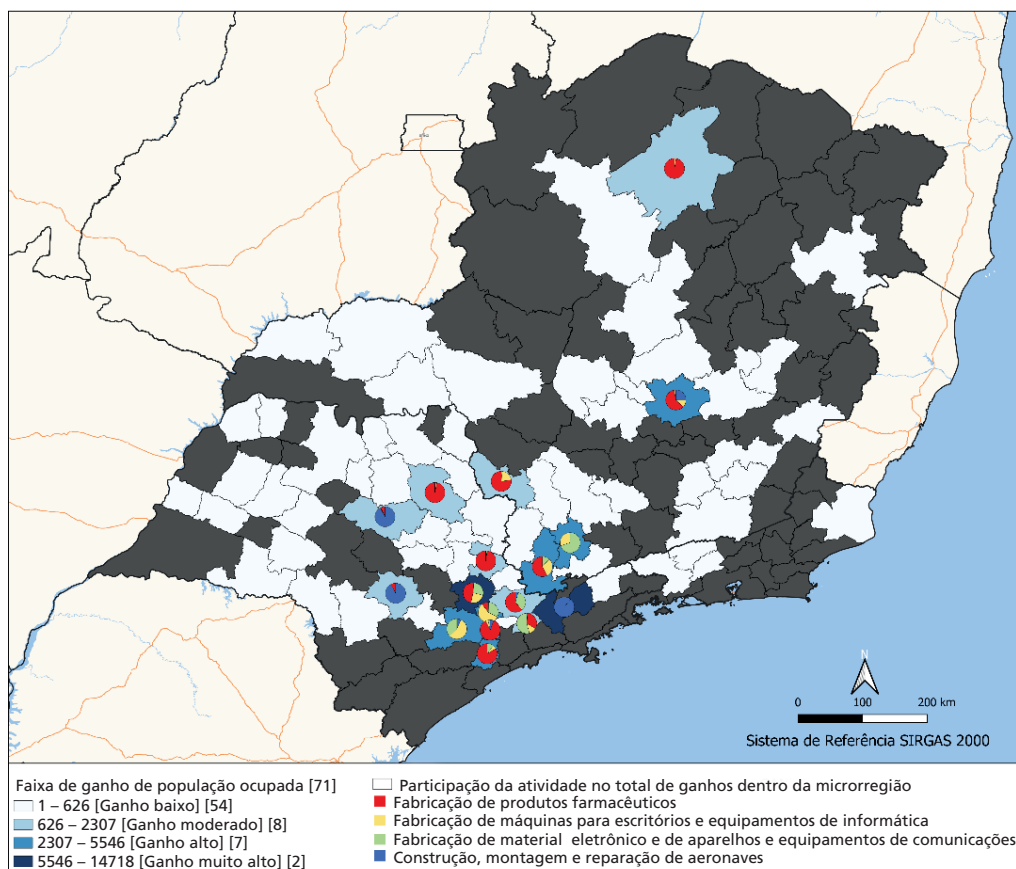 N
0 100 200 km
Sistema de Referência SIRGAS 2000
Faixa de ganho de população ocupada [71]
1 – 626 [Ganho baixo] [54]
626 – 2307 [Ganho moderado] [8]
2307 – 5546 [Ganho alto] [7]
5546 – 14718 [Ganho muito alto] [2]
Participação da atividade no total de ganhos dentro da microrregião
Fabricação de produtos farmacêuticos
Fabricação de máquinas para escritórios e equipamentos de informática
Fabricação de material eletrônico e de aparelhos e equipamentos de comunicações
Construção, montagem e reparação de aeronaves